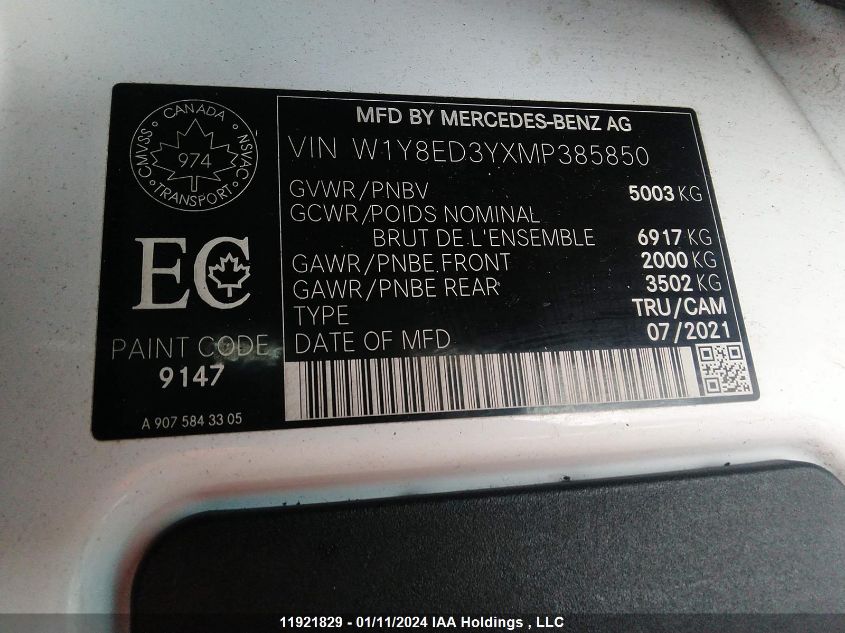 CANADA
CMVSS
NSVAC
974
TRANSPORT
EC
PAINT CODE
9147
A 907 584 33 05
MFD BY MERCEDES-BENZ AG
VIN W1Y8ED3YXMP385850
GVWR/PNBV 5003 KG
GCWR/POIDS NOMINAL
BRUT DE L'ENSEMBLE 6917 KG
GAWR/PNBE FRONT 2000 KG
GAWR/PNBE REAR 3502 KG
TYPE TRU/CAM
DATE OF MFD 07/2021
11921829 - 01/11/2024 IAA Holdings , LLC